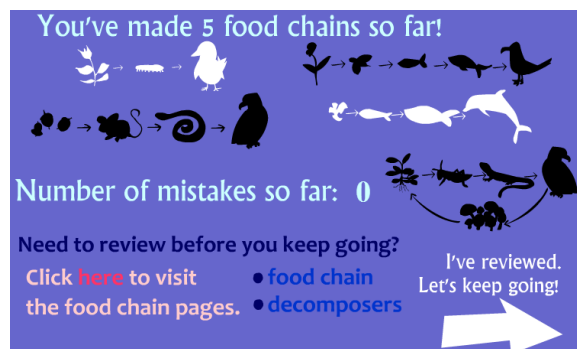 You've made 5 food chains so far!
Number of mistakes so far: 0
Need to review before you keep going?
Click here to visit
the food chain pages.
• food chain
• decomposers
I've reviewed.
Let's keep going!